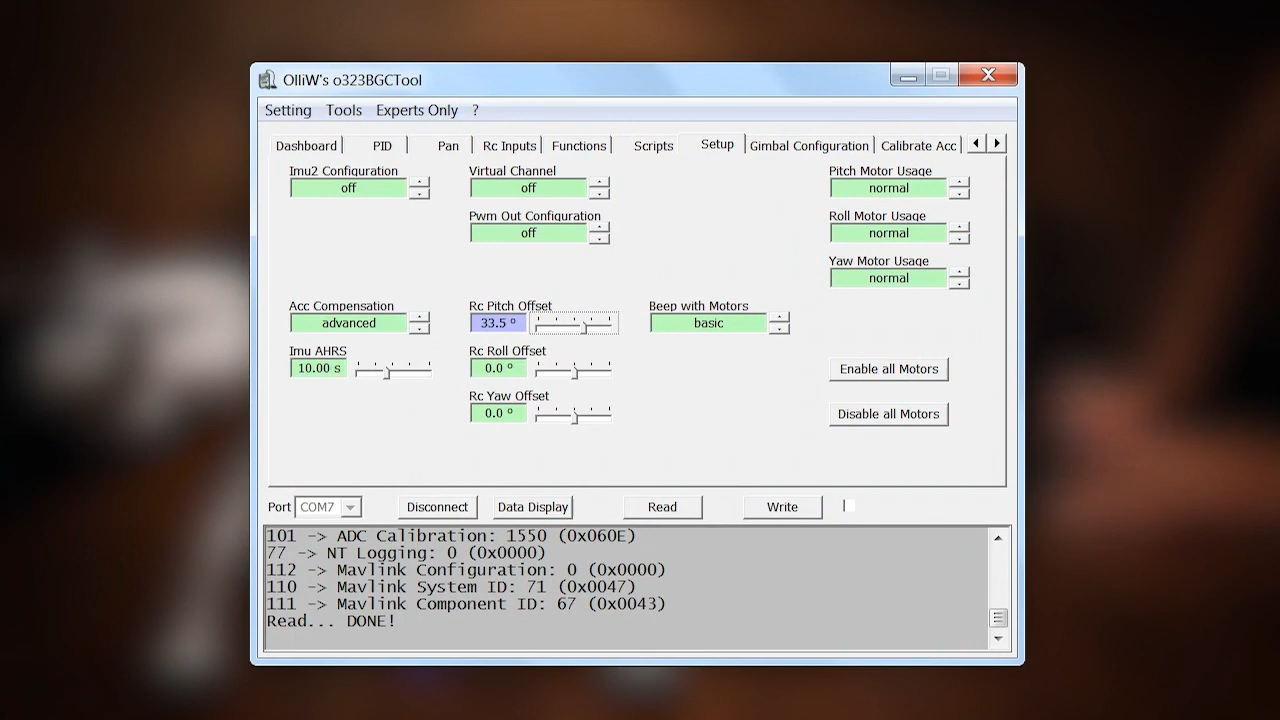 OlliW's o323BGCTool
Setting Tools Experts Only ?
Dashboard PID Pan Rc Inputs Functions Scripts Setup Gimbal Configuration Calibrate Acc
Imu2 Configuration Virtual Channel Pitch Motor Usage
off off normal
Pwm Out Configuration Roll Motor Usage
off normal
Yaw Motor Usage
normal
Acc Compensation Rc Pitch Offset Beep with Motors
advanced 33.5 º basic
Imu AHRS Rc Roll Offset
10.00 s 0.0 º Enable all Motors
Rc Yaw Offset
0.0 º Disable all Motors
Port COM7 Disconnect Data Display Read Write
101 -> ADC Calibration: 1550 (0x060E)
77 -> NT Logging: 0 (0x0000)
112 -> Mavlink Configuration: 0 (0x0000)
110 -> Mavlink System ID: 71 (0x0047)
111 -> Mavlink Component ID: 67 (0x0043)
Read... DONE!